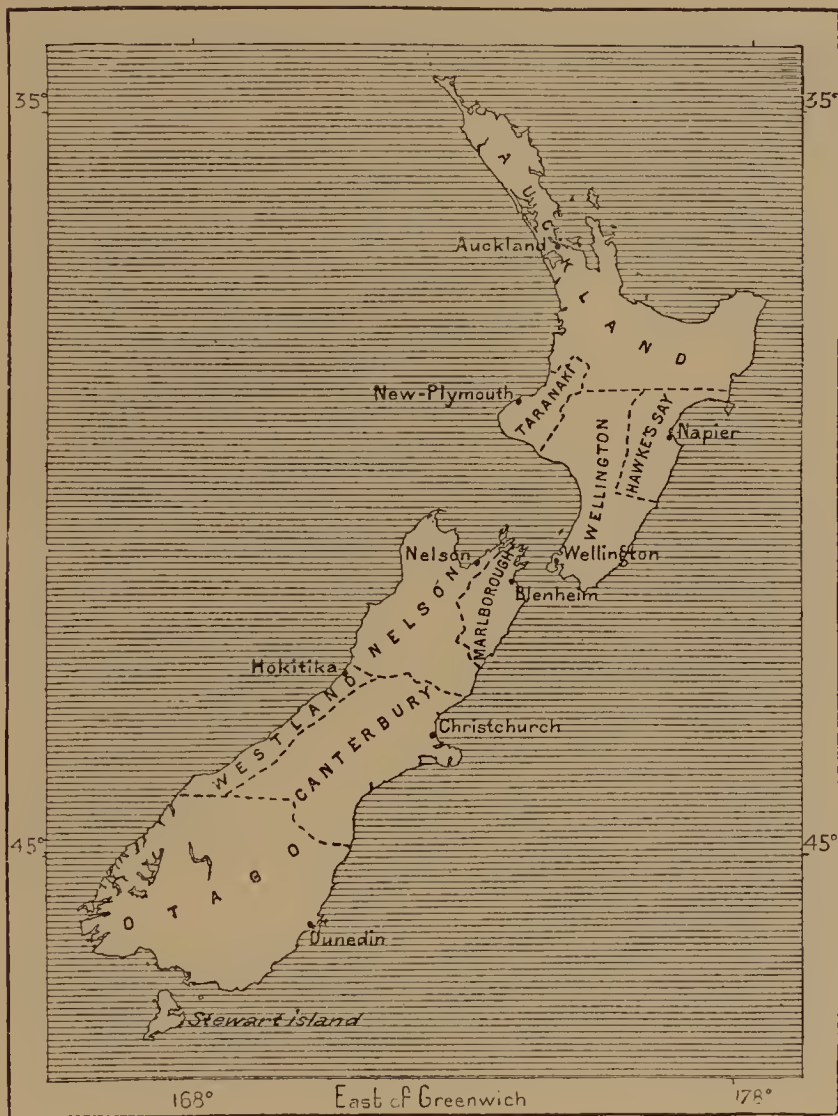 35°
35°
AUCKLAND
Auckland
New-Plymouth
TARANAKI
WELLINGTON
HAWKE'S BAY
Napier
Nelson
NELSON
MARLBOROUGH
Wellington
Blenheim
Hokitika
WESTLAND
CANTERBURY
Christchurch
45°
45°
OTAGO
Dunedin
Stewart island
168°
East of Greenwich
178°